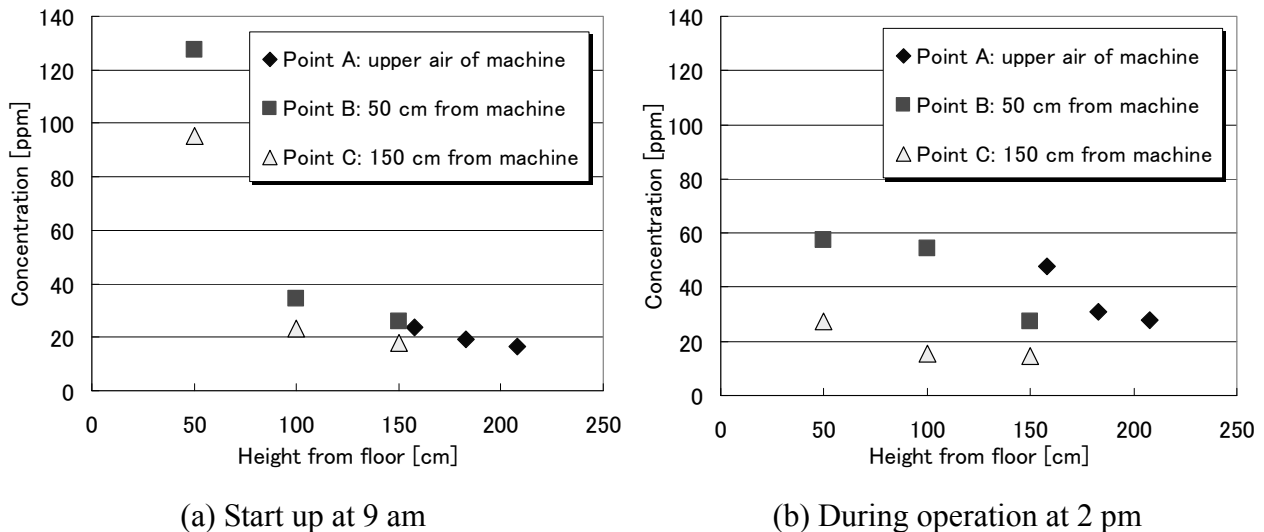 140
120
100
80
60
40
20
0
0 50 100 150 200 250
Concentration [ppm]
Height from floor [cm]
Point A: upper air of machine
Point B: 50 cm from machine
Point C: 150 cm from machine
(a) Start up at 9 am
140
120
100
80
60
40
20
0
0 50 100 150 200 250
Concentration [ppm]
Height from floor [cm]
Point A: upper air of machine
Point B: 50 cm from machine
Point C: 150 cm from machine
(b) During operation at 2 pm